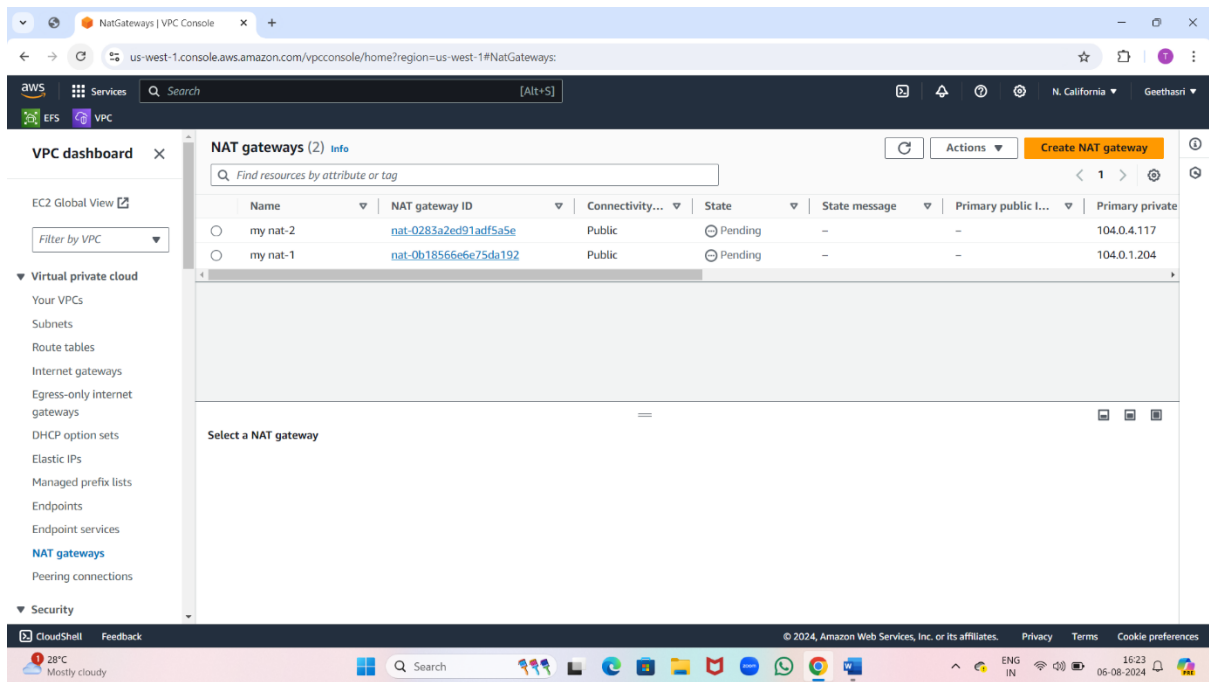 NatGateways | VPC Console
us-west-1.console.aws.amazon.com/vpcconsole/home?region=us-west-1#NatGateways:
T
aws Services Search [Alt+S] N. California Geethasri
EFS VPC
VPC dashboard
EC2 Global View
Filter by VPC
Virtual private cloud
Your VPCs
Subnets
Route tables
Internet gateways
Egress-only internet
gateways
DHCP option sets
Elastic IPs
Managed prefix lists
Endpoints
Endpoint services
NAT gateways
Peering connections
Security
NAT gateways (2) Info
Actions Create NAT gateway
Find resources by attribute or tag
1
Name NAT gateway ID Connectivity... State State message Primary public I... Primary private
my nat-2 nat-0283a2ed91adf5a5e Public Pending – – 104.0.4.117
my nat-1 nat-0b18566e6e75da192 Public Pending – – 104.0.1.204
Select a NAT gateway
CloudShell Feedback © 2024, Amazon Web Services, Inc. or its affiliates. Privacy Terms Cookie preferences
1
28°C
Mostly cloudy
Search
zoom
ENG
IN
16:23
06-08-2024
PRE